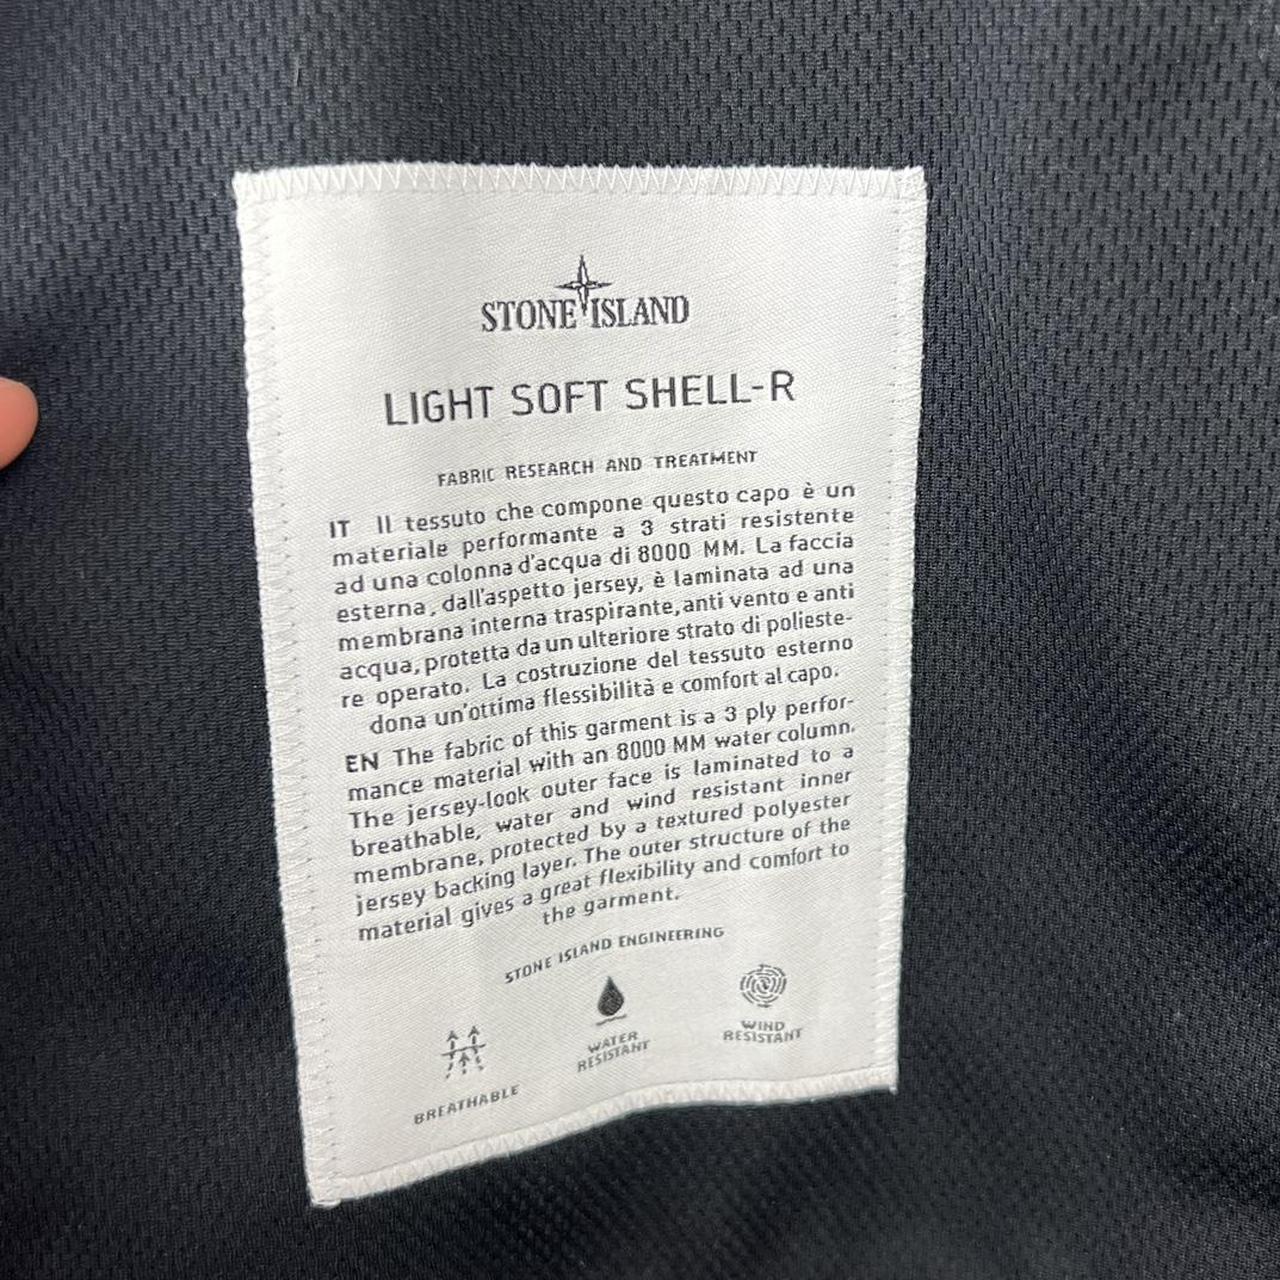 STONE ISLAND
LIGHT SOFT SHELL-R
FABRIC RESEARCH AND TREATMENT
IT Il tessuto che compone questo capo è un
materiale performante a 3 strati resistente
ad una colonna d'acqua di 8000 MM. La faccia
esterna, dall'aspetto jersey, è laminata ad una
membrana interna traspirante, anti vento e anti
acqua, protetta da un ulteriore strato di polieste-
re operato. La costruzione del tessuto esterno
dona un'ottima flessibilità e comfort al capo.
EN The fabric of this garment is a 3 ply perfor-
mance material with an 8000 MM water column.
The jersey-look outer face is laminated to a
breathable, water and wind resistant inner
membrane, protected by a textured polyester
jersey backing layer. The outer structure of the
material gives a great flexibility and comfort to
the garment.
STONE ISLAND ENGINEERING
BREATHABLE
WATER
RESISTANT
WIND
RESISTANT